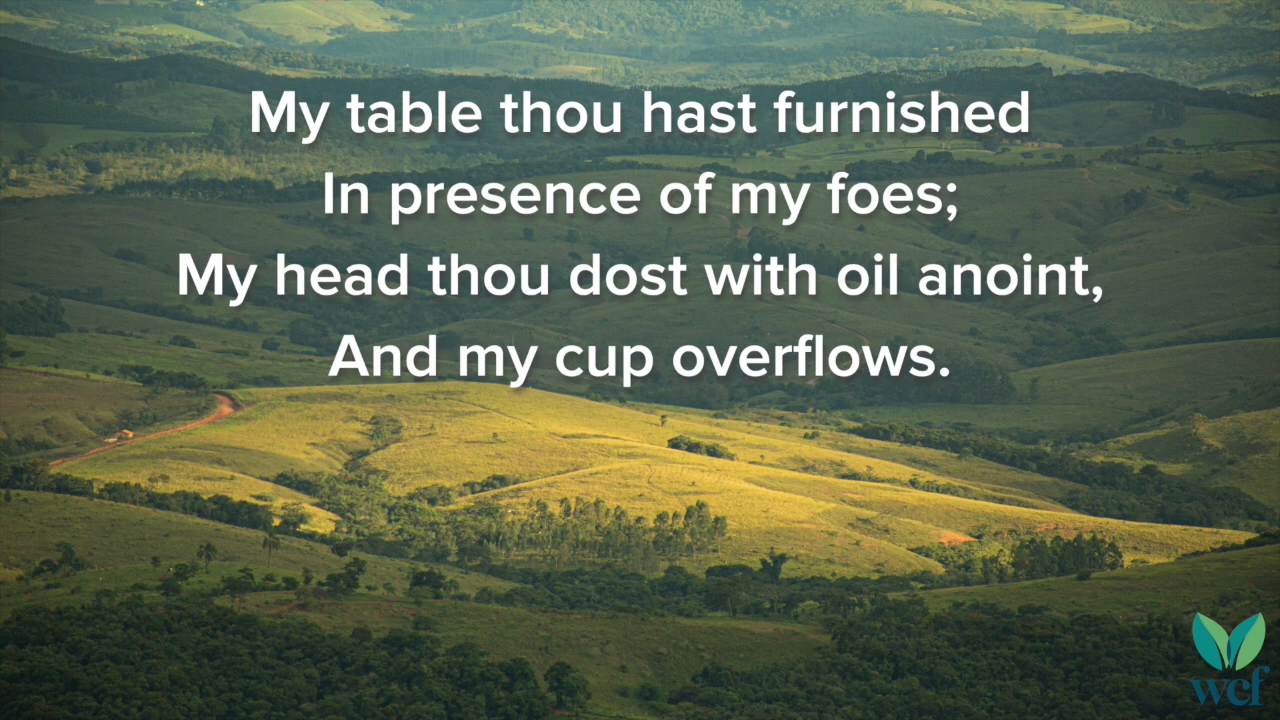 My table thou hast furnished
In presence of my foes;
My head thou dost with oil anoint,
And my cup overflows.
wcf